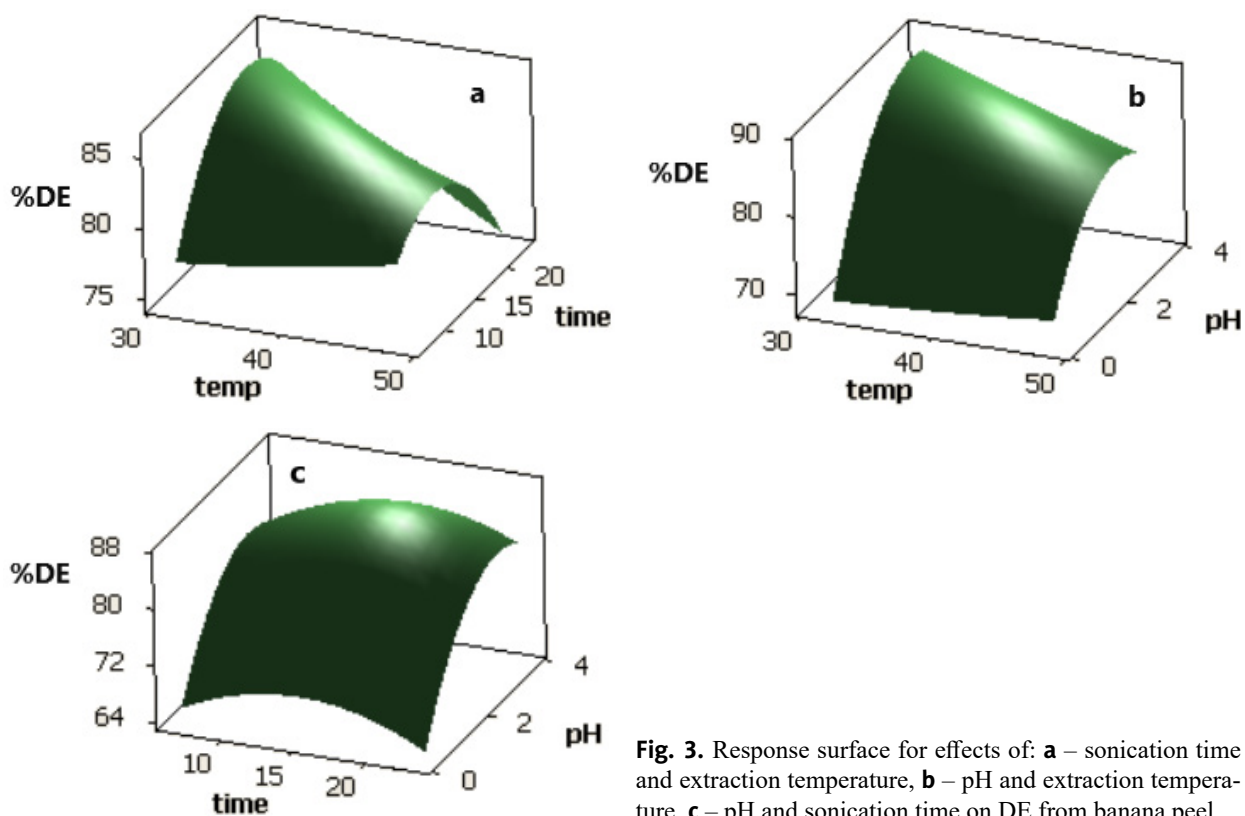 a
85
%DE
80
75
30
40
50
temp
10
15
20
time
b
90
%DE
80
70
30
40
50
temp
0
2
4
pH
c
88
%DE
80
72
64
10
15
20
time
0
2
4
pH
Fig. 3. Response surface for effects of: a – sonication time
and extraction temperature, b – pH and extraction tempera-
ture, c – pH and sonication time on DE from banana peel